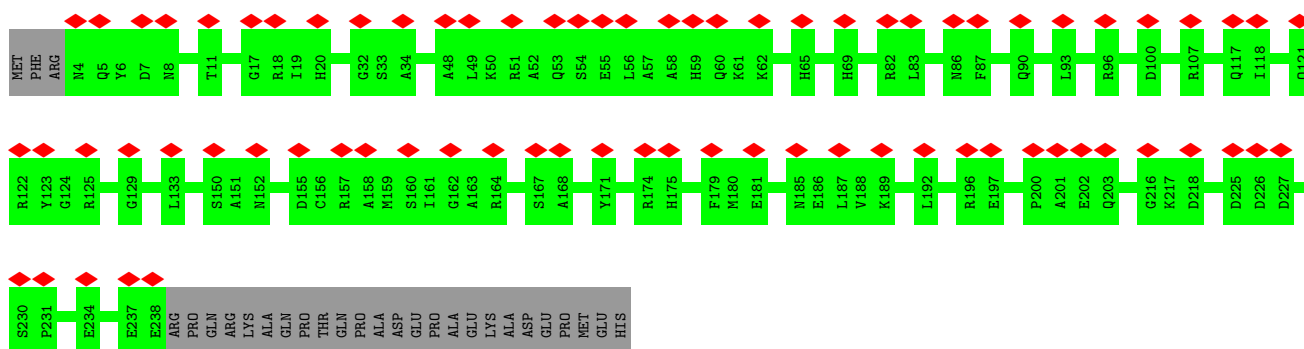 MET PHE ARG N4 Q5 Y6 D7 N8 T11 G17 R18 I19 H20 G32 S33 A34 A48 L49 K50 R51 A52 Q53 S54 E55 L56 A57 A58 H59 Q60 K61 K62 H65 H69 R82 L83 N86 F87 Q90 L93 R96 D100 R107 Q117 I118
R122 Y123 G124 R125 G129 L133 S150 A151 N152 D155 C156 R157 A158 M159 S160 I161 G162 A163 R164 S167 A168 Y171 R174 H175 F179 M180 E181 N185 E186 L187 V188 K189 L192 R196 E197 P200 A201 E202 Q203 G216 K217 D218 D225 D226 D227
S230 P231 E234 E237 E238 ARG PRO GLN ARG LYS ALA GLN PRO THR GLN PRO ALA ASP GLU PRO ALA GLU LYS ALA ASP GLU PRO MET GLU HIS